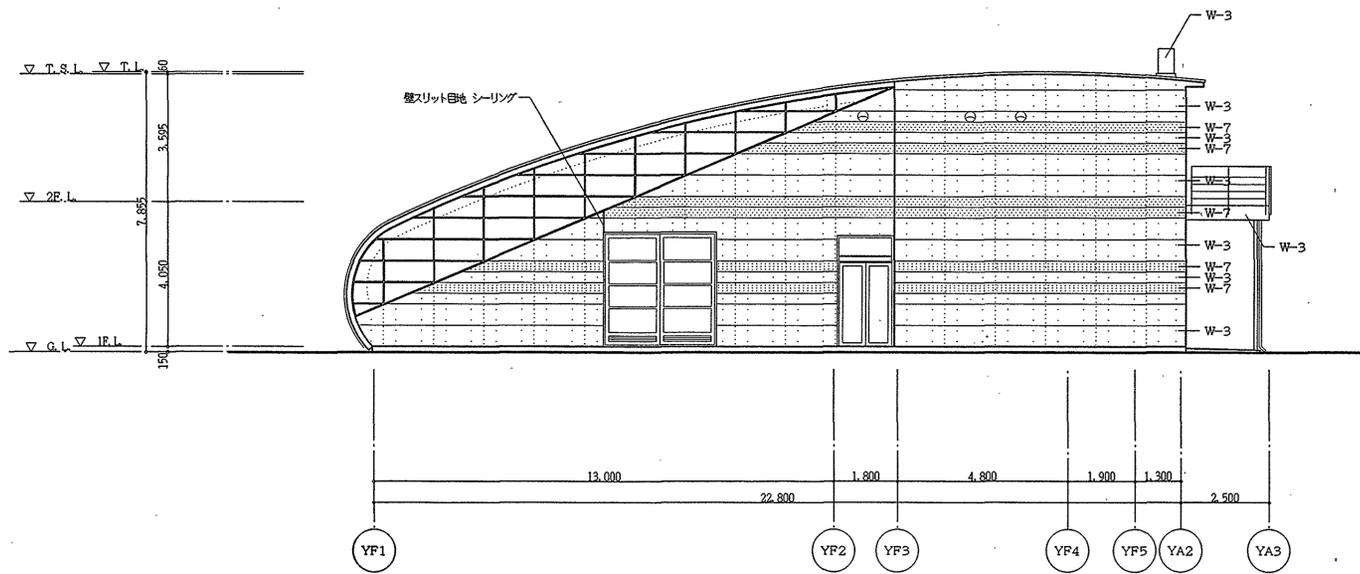 W-3
▽ T.S.L. ▽ T.L.
60
壁スリット目地 シーリング
W-3
W-7
W-3
W-7
3,595
W-3
▽ 2F.L.
7,855
W-7
W-3
W-3
4,050
W-7
W-3
W-7
W-3
▽ G.L. ▽ 1F.L.
150
13,000 1,800 4,800 1,900 1,300
22,800 2,500
YF1 YF2 YF3 YF4 YF5 YA2 YA3